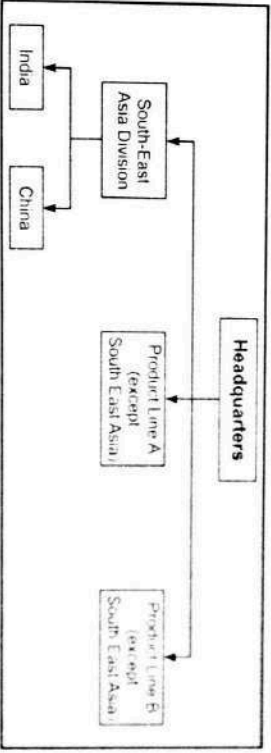 Headquarters
South-East
Asia Division
Product Line A
(except
South East Asia)
Product Line B
(except
South East Asia)
India
China